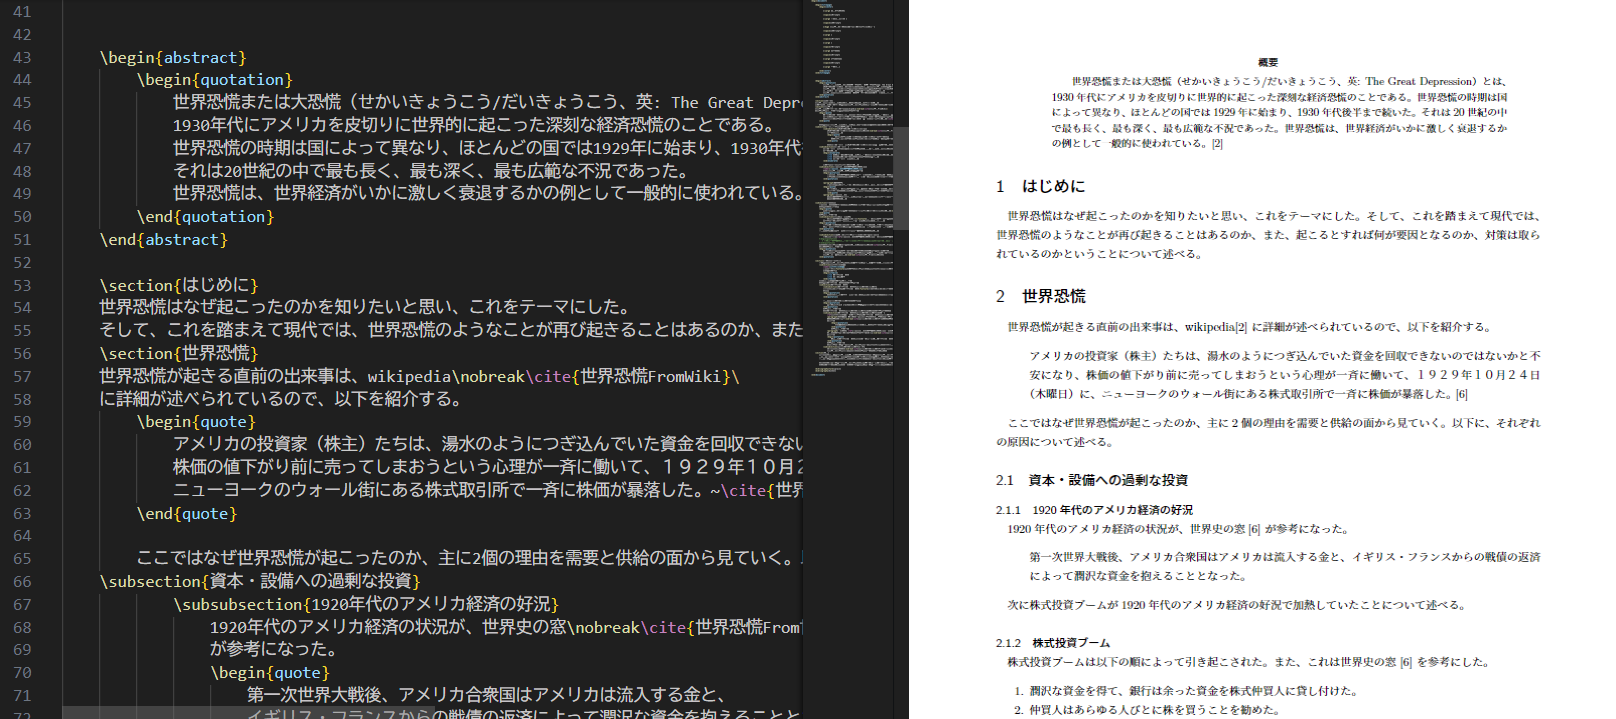 41
42
43 \begin{abstract}
44 \begin{quotation}
45 世界恐慌または大恐慌（せかいきょうこう/だいきょうこう、英: The Great Depr
46 1930年代にアメリカを皮切りに世界的に起こった深刻な経済恐慌のことである。
47 世界恐慌の時期は国によって異なり、ほとんどの国では1929年に始まり、1930年代
48 それは20世紀の中で最も長く、最も深く、最も広範な不況であった。
49 世界恐慌は、世界経済がいかに激しく衰退するかの例として一般的に使われている。
50 \end{quotation}
51 \end{abstract}
52
53 \section{はじめに}
54 世界恐慌はなぜ起こったのかを知りたいと思い、これをテーマにした。
55 そして、これを踏まえて現代では、世界恐慌のようなことが再び起きることはあるのか、また
56 \section{世界恐慌}
57 世界恐慌が起きる直前の出来事は、wikipedia\nobreak\cite{世界恐慌FromWiki}\
58 に詳細が述べられているので、以下を紹介する。
59 \begin{quote}
60 アメリカの投資家（株主）たちは、湯水のようにつぎ込んでいた資金を回収できない
61 株価の値下がり前に売ってしまおうという心理が一斉に働いて、１９２９年１０月２
62 ニューヨークのウォール街にある株式取引所で一斉に株価が暴落した。~\cite{世界
63 \end{quote}
64
65 ここではなぜ世界恐慌が起こったのか、主に2個の理由を需要と供給の面から見ていく。
66 \subsection{資本・設備への過剰な投資}
67 \subsubsection{1920年代のアメリカ経済の好況}
68 1920年代のアメリカ経済の状況が、世界史の窓\nobreak\cite{世界恐慌From
69 が参考になった。
70 \begin{quote}
71 第一次世界大戦後、アメリカ合衆国はアメリカは流入する金と、
72 イギリス・フランスからの戦債の返済によって潤沢な資金を抱えることと
概要
世界恐慌または大恐慌（せかいきょうこう/だいきょうこう、英: The Great Depression）とは、
1930 年代にアメリカを皮切りに世界的に起こった深刻な経済恐慌のことである。世界恐慌の時期は国
によって異なり、ほとんどの国では 1929 年に始まり、1930 年代後半まで続いた。それは 20 世紀の中
で最も長く、最も深く、最も広範な不況であった。世界恐慌は、世界経済がいかに激しく衰退するか
の例として一般的に使われている。[2]
1 はじめに
世界恐慌はなぜ起こったのかを知りたいと思い、これをテーマにした。そして、これを踏まえて現代では、
世界恐慌のようなことが再び起きることはあるのか、また、起こるとすれば何が要因となるのか、対策は取ら
れているのかということについて述べる。
2 世界恐慌
世界恐慌が起きる直前の出来事は、wikipedia[2] に詳細が述べられているので、以下を紹介する。
アメリカの投資家（株主）たちは、湯水のようにつぎ込んでいた資金を回収できないのではないかと不
安になり、株価の値下がり前に売ってしまおうという心理が一斉に働いて、１９２９年１０月２４日
（木曜日）に、ニューヨークのウォール街にある株式取引所で一斉に株価が暴落した。[6]
ここではなぜ世界恐慌が起こったのか、主に 2 個の理由を需要と供給の面から見ていく。以下に、それぞれ
の原因について述べる。
2.1 資本・設備への過剰な投資
2.1.1 1920 年代のアメリカ経済の好況
1920 年代のアメリカ経済の状況が、世界史の窓 [6] が参考になった。
第一次世界大戦後、アメリカ合衆国はアメリカは流入する金と、イギリス・フランスからの戦債の返済
によって潤沢な資金を抱えることとなった。
次に株式投資ブームが 1920 年代のアメリカ経済の好況で加熱していたことについて述べる。
2.1.2 株式投資ブーム
株式投資ブームは以下の順によって引き起こされた。また、これは世界史の窓 [6] を参考にした。
1. 潤沢な資金を得て、銀行は余った資金を株式仲買人に貸し付けた。
2. 仲買人はあらゆる人びとに株を買うことを勧めた。